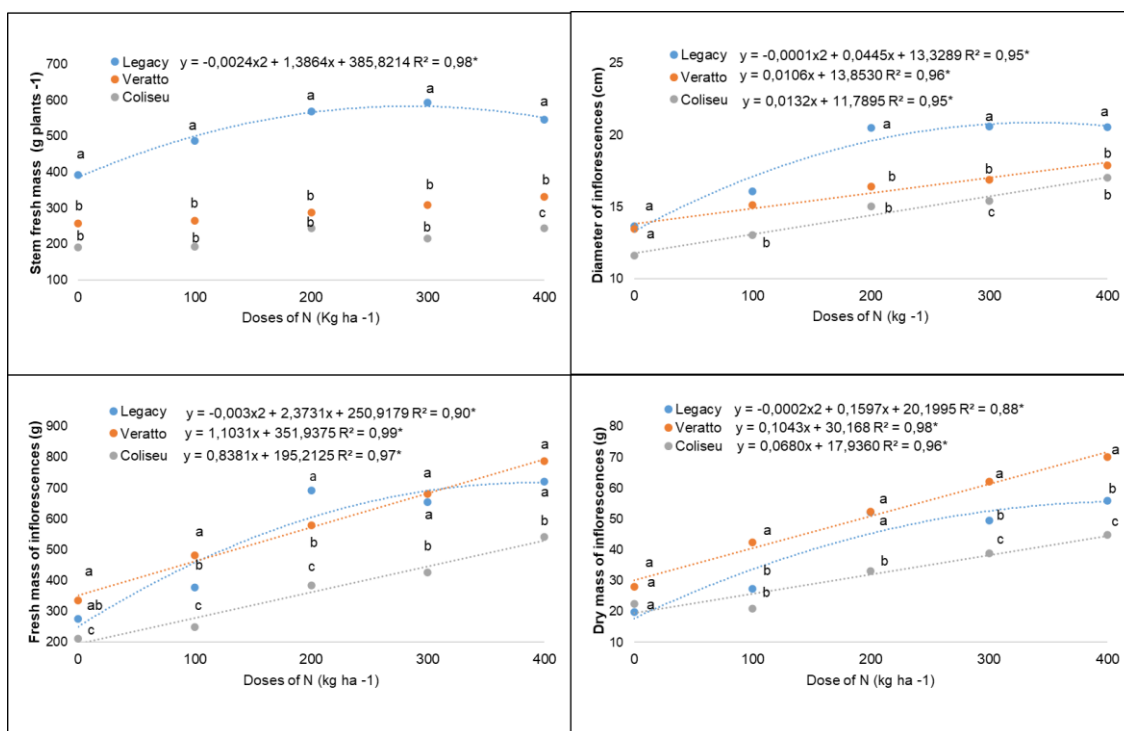 Legacy y = -0,0024x2 + 1,3864x + 385,8214 R² = 0,98*
Veratto
Coliseu
Stem fresh mass (g plants -1)
700
600
500
400
300
200
100
a
a
a
a
a
b
b
b
b
b
b
b
b
b
c
0
100
200
300
400
Doses of N (Kg ha -1)
Legacy y = -0,0001x2 + 0,0445x + 13,3289 R² = 0,95*
Veratto y = 0,0106x + 13,8530 R² = 0,96*
Coliseu y = 0,0132x + 11,7895 R² = 0,95*
Diameter of inflorescences (cm)
25
20
15
10
a
a
a
a
a
b
b
b
b
b
c
b
0
100
200
300
400
Doses of N (kg -1)
Legacy y = -0,003x2 + 2,3731x + 250,9179 R² = 0,90*
Veratto y = 1,1031x + 351,9375 R² = 0,99*
Coliseu y = 0,8381x + 195,2125 R² = 0,97*
Fresh mass of inflorescences (g)
900
800
700
600
500
400
300
200
a
ab
c
a
b
c
a
b
c
a
a
b
a
a
b
0
100
200
300
400
Doses of N (kg ha -1)
Legacy y = -0,0002x2 + 0,1597x + 20,1995 R² = 0,88*
Veratto y = 0,1043x + 30,168 R² = 0,98*
Coliseu y = 0,0680x + 17,9360 R² = 0,96*
Dry mass of inflorescences (g)
80
70
60
50
40
30
20
10
a
a
a
a
b
b
a
a
b
a
b
c
a
b
c
0
100
200
300
400
Dose of N (kg ha -1)